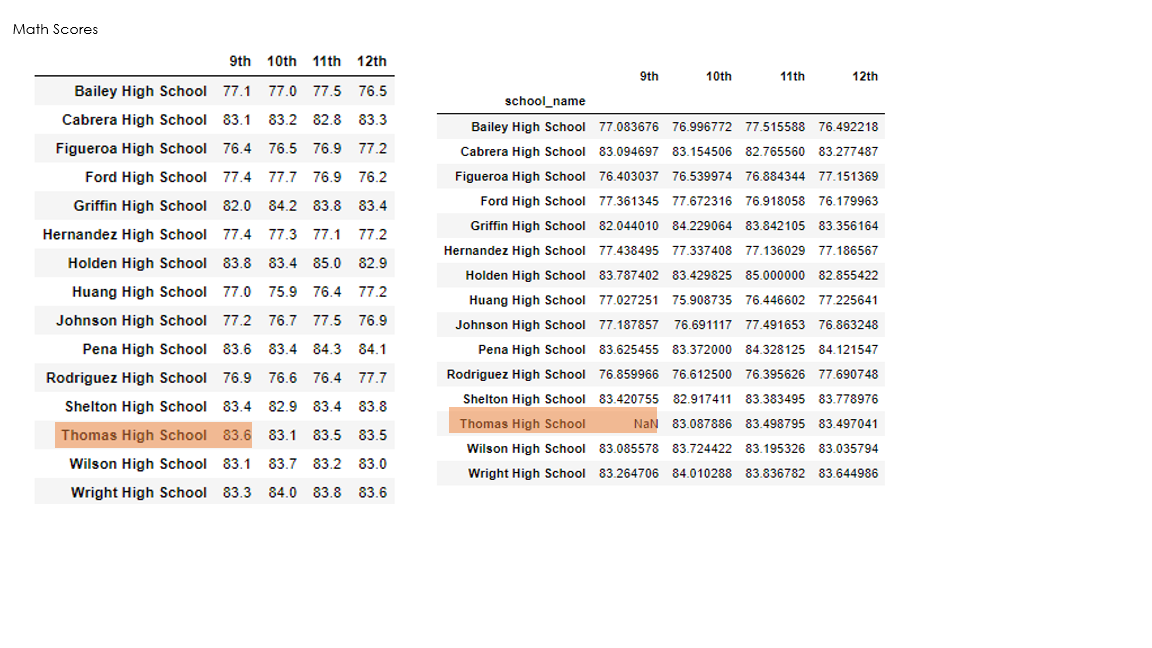 Math Scores
9th 10th 11th 12th
Bailey High School 77.1 77.0 77.5 76.5
Cabrera High School 83.1 83.2 82.8 83.3
Figueroa High School 76.4 76.5 76.9 77.2
Ford High School 77.4 77.7 76.9 76.2
Griffin High School 82.0 84.2 83.8 83.4
Hernandez High School 77.4 77.3 77.1 77.2
Holden High School 83.8 83.4 85.0 82.9
Huang High School 77.0 75.9 76.4 77.2
Johnson High School 77.2 76.7 77.5 76.9
Pena High School 83.6 83.4 84.3 84.1
Rodriguez High School 76.9 76.6 76.4 77.7
Shelton High School 83.4 82.9 83.4 83.8
Thomas High School 83.6 83.1 83.5 83.5
Wilson High School 83.1 83.7 83.2 83.0
Wright High School 83.3 84.0 83.8 83.6
9th 10th 11th 12th
school_name
Bailey High School 77.083676 76.996772 77.515588 76.492218
Cabrera High School 83.094697 83.154506 82.765560 83.277487
Figueroa High School 76.403037 76.539974 76.884344 77.151369
Ford High School 77.361345 77.672316 76.918058 76.179963
Griffin High School 82.044010 84.229064 83.842105 83.356164
Hernandez High School 77.438495 77.337408 77.136029 77.186567
Holden High School 83.787402 83.429825 85.000000 82.855422
Huang High School 77.027251 75.908735 76.446602 77.225641
Johnson High School 77.187857 76.691117 77.491653 76.863248
Pena High School 83.625455 83.372000 84.328125 84.121547
Rodriguez High School 76.859966 76.612500 76.395626 77.690748
Shelton High School 83.420755 82.917411 83.383495 83.778976
Thomas High School NaN 83.087886 83.498795 83.497041
Wilson High School 83.085578 83.724422 83.195326 83.035794
Wright High School 83.264706 84.010288 83.836782 83.644986